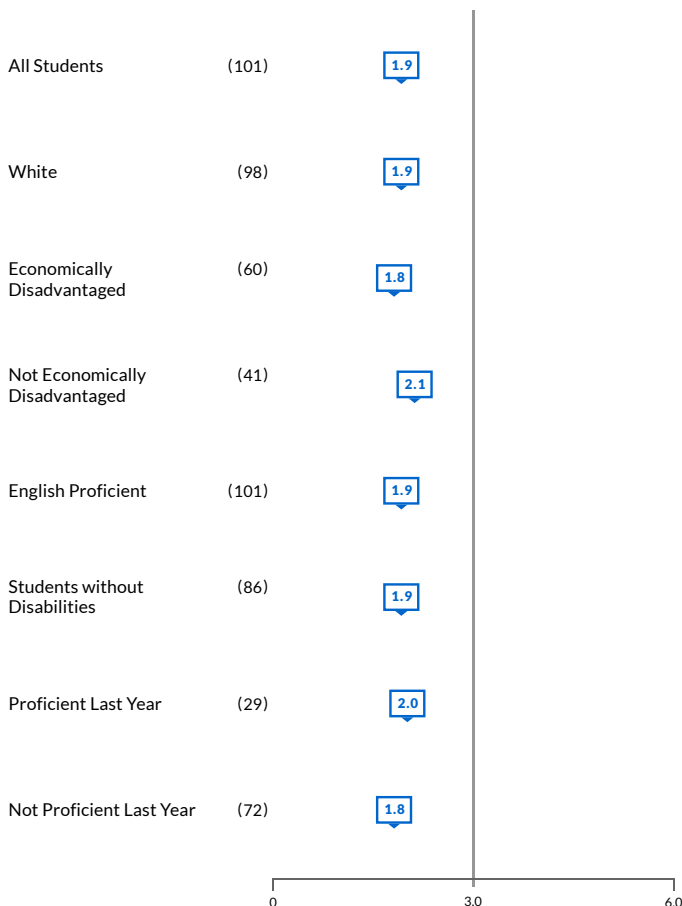 All Students (101) 1.9
White (98) 1.9
Economically (60)
Disadvantaged 1.8
Not Economically (41)
Disadvantaged 2.1
English Proficient (101) 1.9
Students without (86)
Disabilities 1.9
Proficient Last Year (29) 2.0
Not Proficient Last Year (72) 1.8
0 3.0 6.0